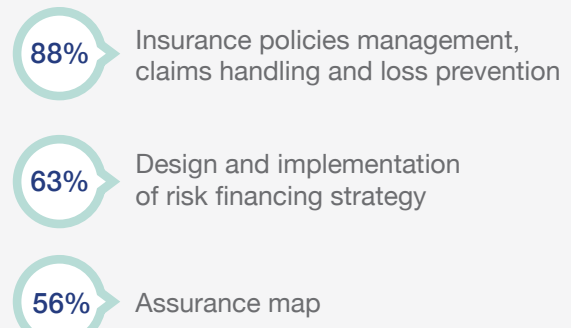 88%
Insurance policies management,
claims handling and loss prevention
63%
Design and implementation
of risk financing strategy
56%
Assurance map